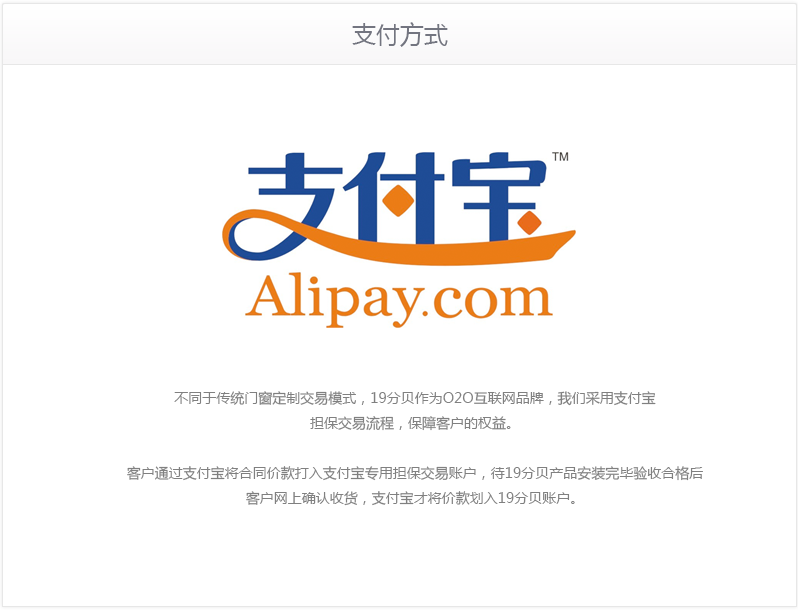 支付方式
支付宝™
Alipay.com
不同于传统门窗定制交易模式，19分贝作为O2O互联网品牌，我们采用支付宝
担保交易流程，保障客户的权益。
客户通过支付宝将合同价款打入支付宝专用担保交易账户，待19分贝产品安装完毕验收合格后
客户网上确认收货，支付宝才将价款划入19分贝账户。